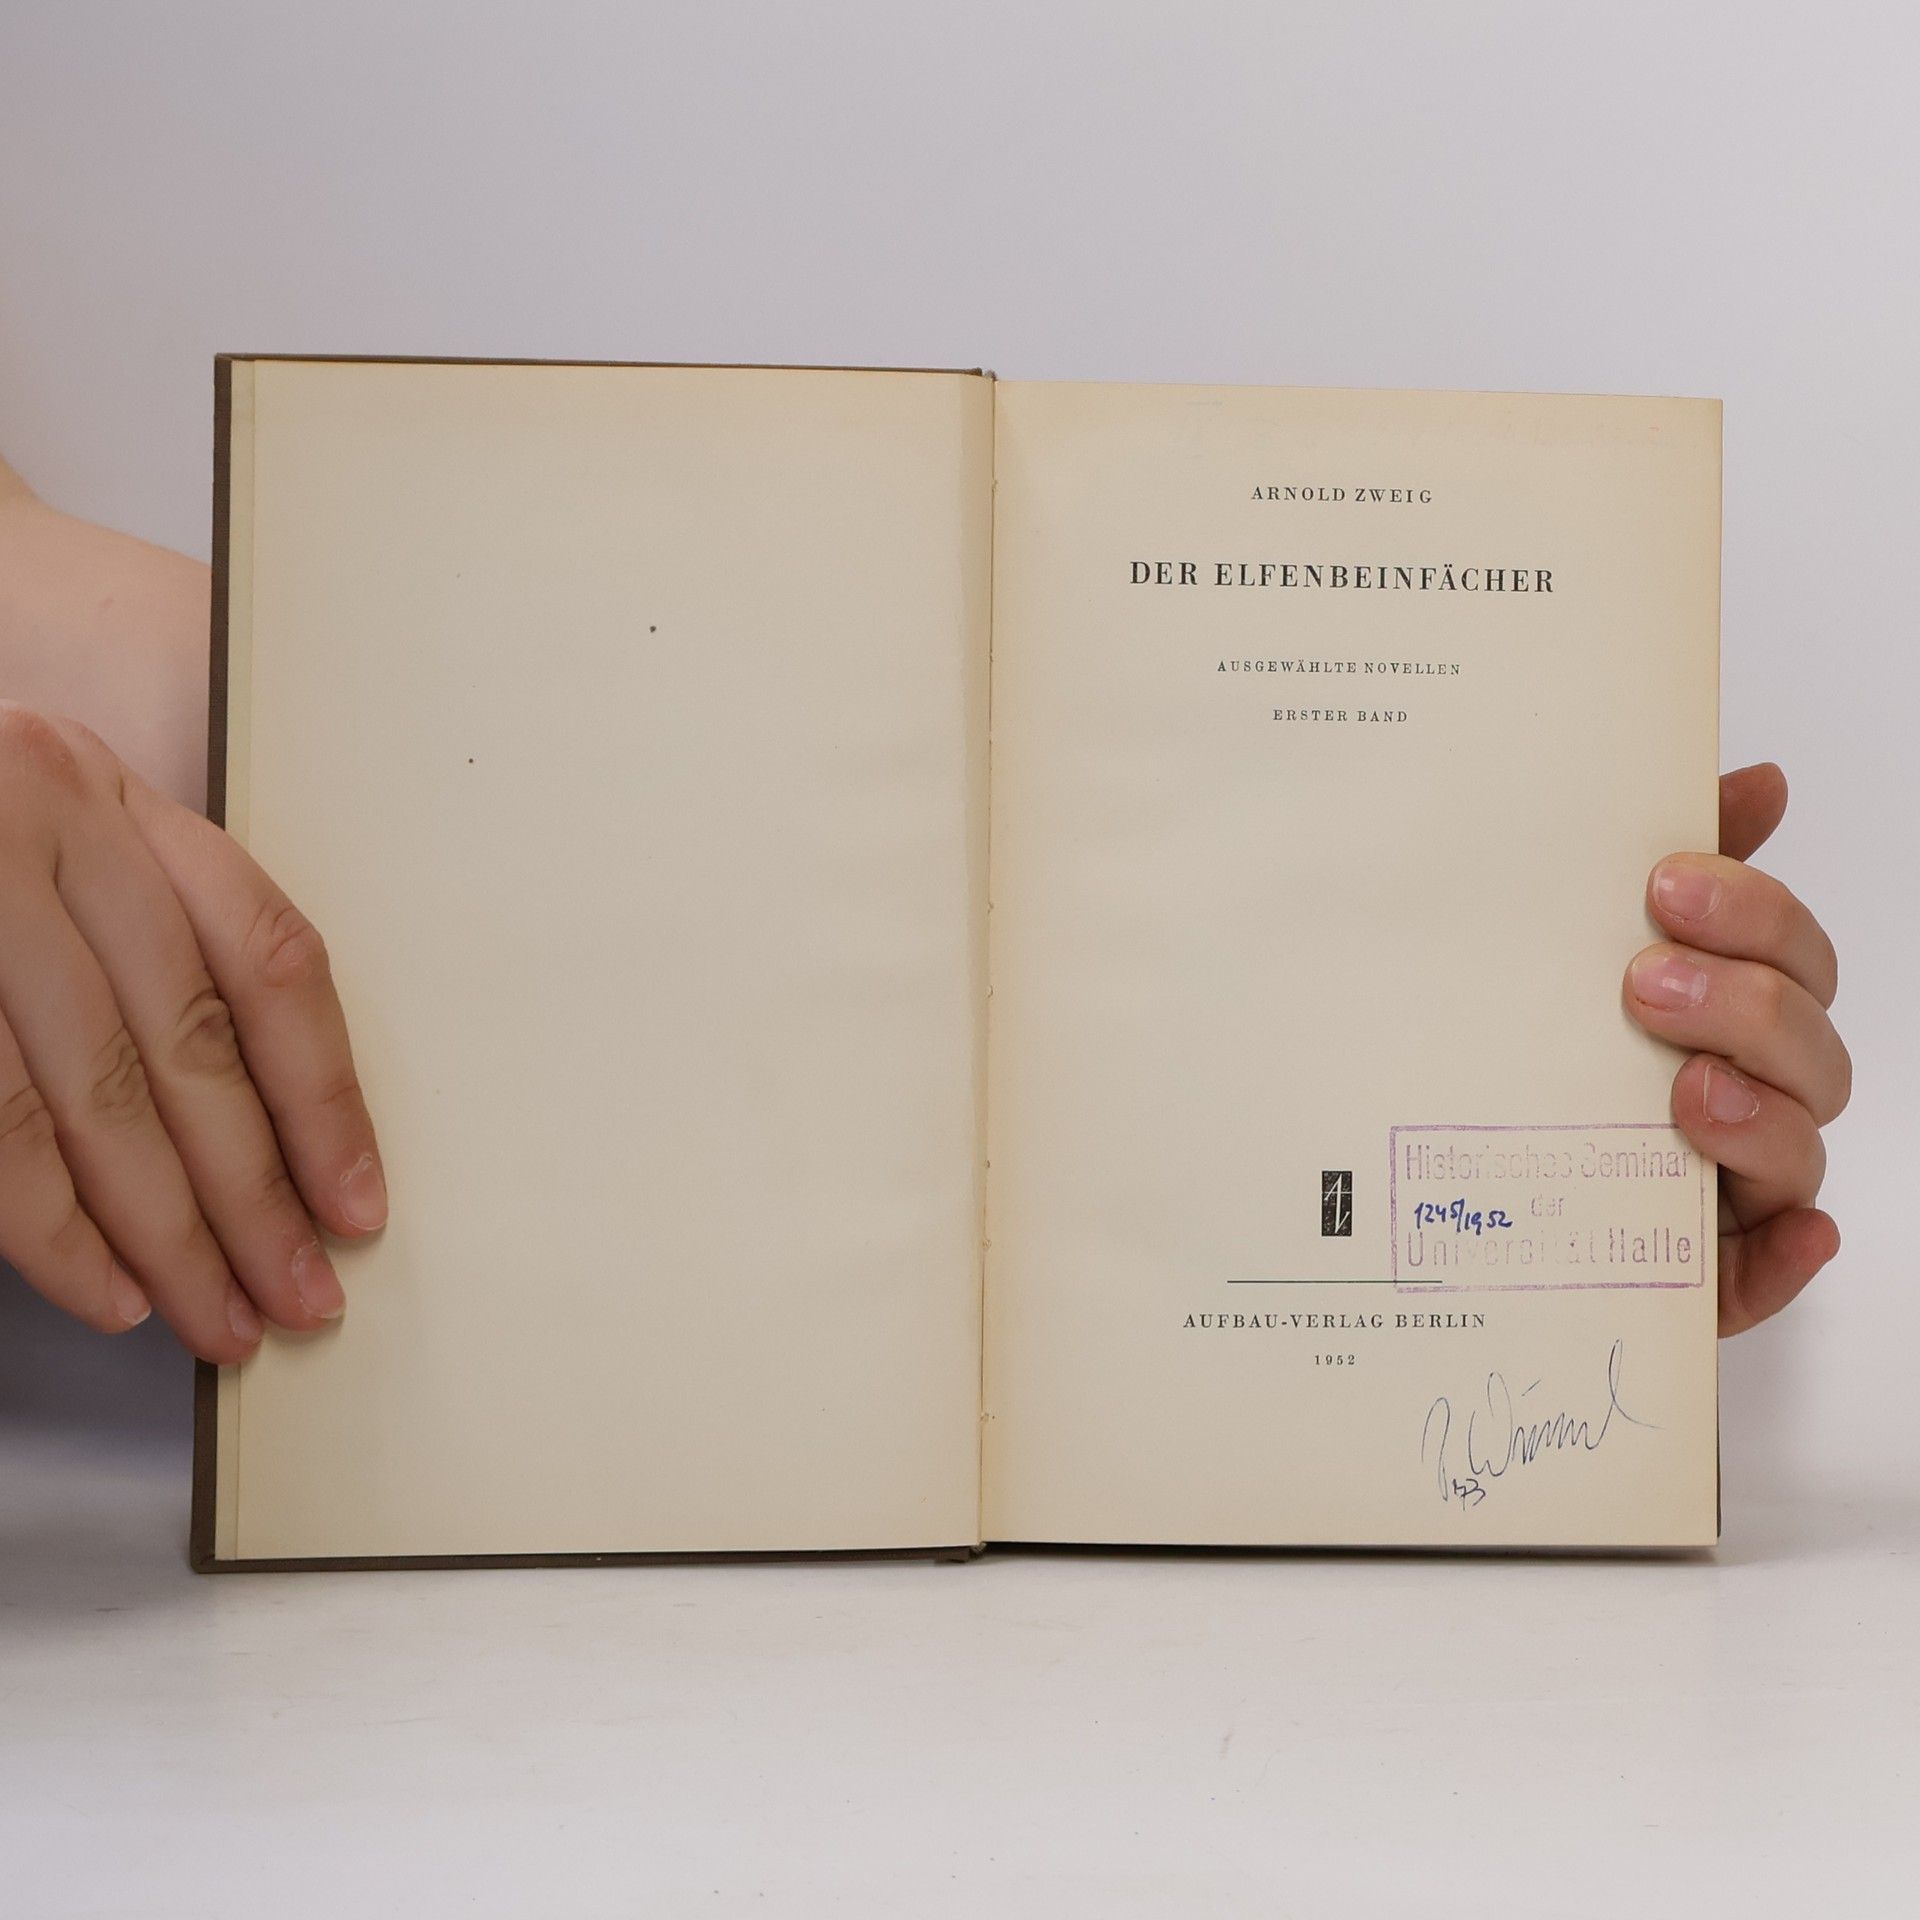 ARNOLD ZWEIG
DER ELFENBEINFÄCHER
AUSGEWÄHLTE NOVELLEN
ERSTER BAND
Historisches Seminar
der
1245/1952
Universität Halle
AUFBAU-VERLAG BERLIN
1952